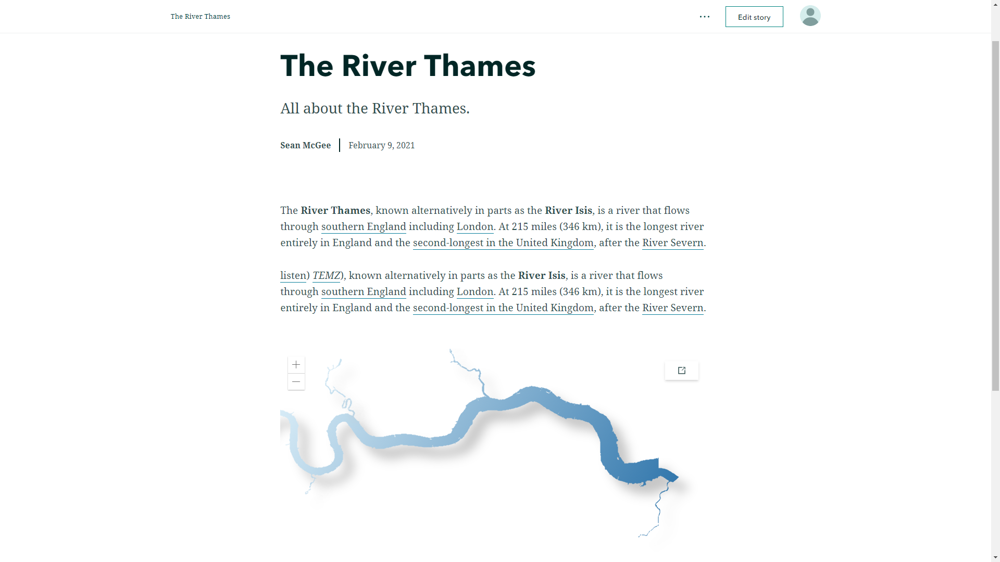 The River Thames
Edit story
The River Thames
All about the River Thames.
Sean McGee
February 9, 2021
The River Thames, known alternatively in parts as the River Isis, is a river that flows
through southern England including London. At 215 miles (346 km), it is the longest river
entirely in England and the second-longest in the United Kingdom, after the River Severn.
listen) TEMZ), known alternatively in parts as the River Isis, is a river that flows
through southern England including London. At 215 miles (346 km), it is the longest river
entirely in England and the second-longest in the United Kingdom, after the River Severn.